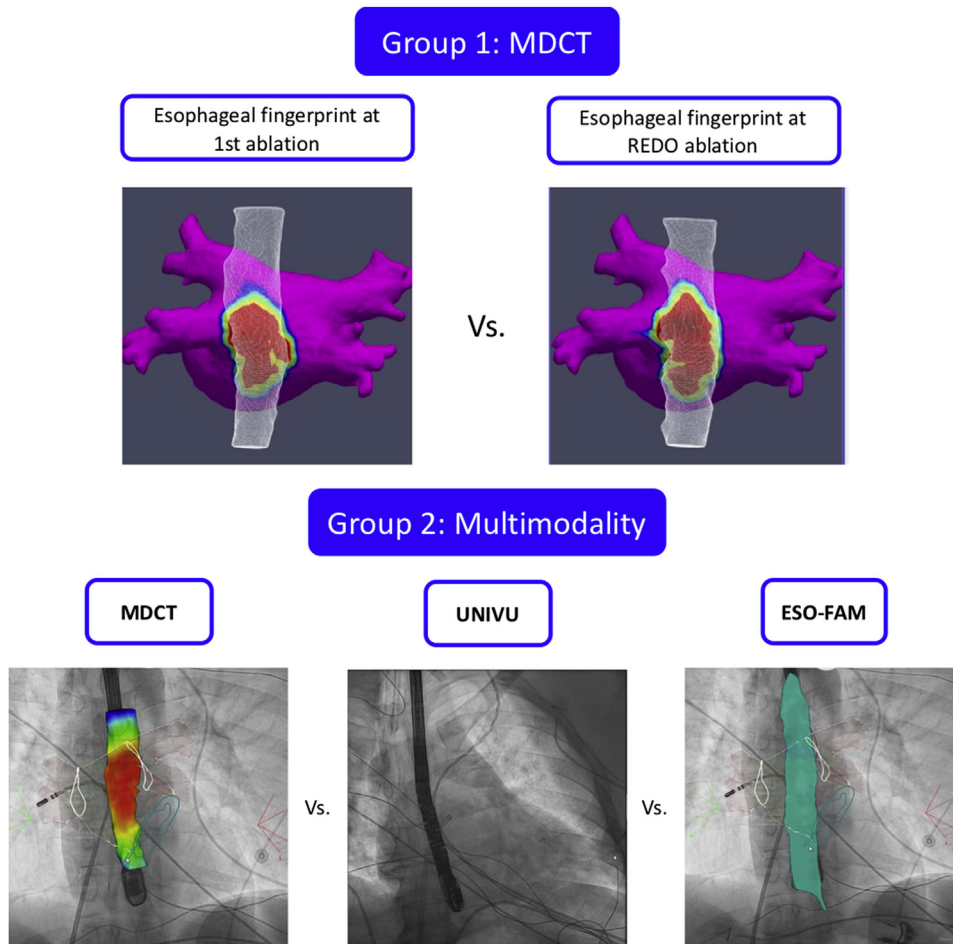 Group 1: MDCT
Esophageal fingerprint at
1st ablation
Esophageal fingerprint at
REDO ablation
Vs.
Group 2: Multimodality
MDCT
UNIVU
ESO-FAM
Vs.
Vs.